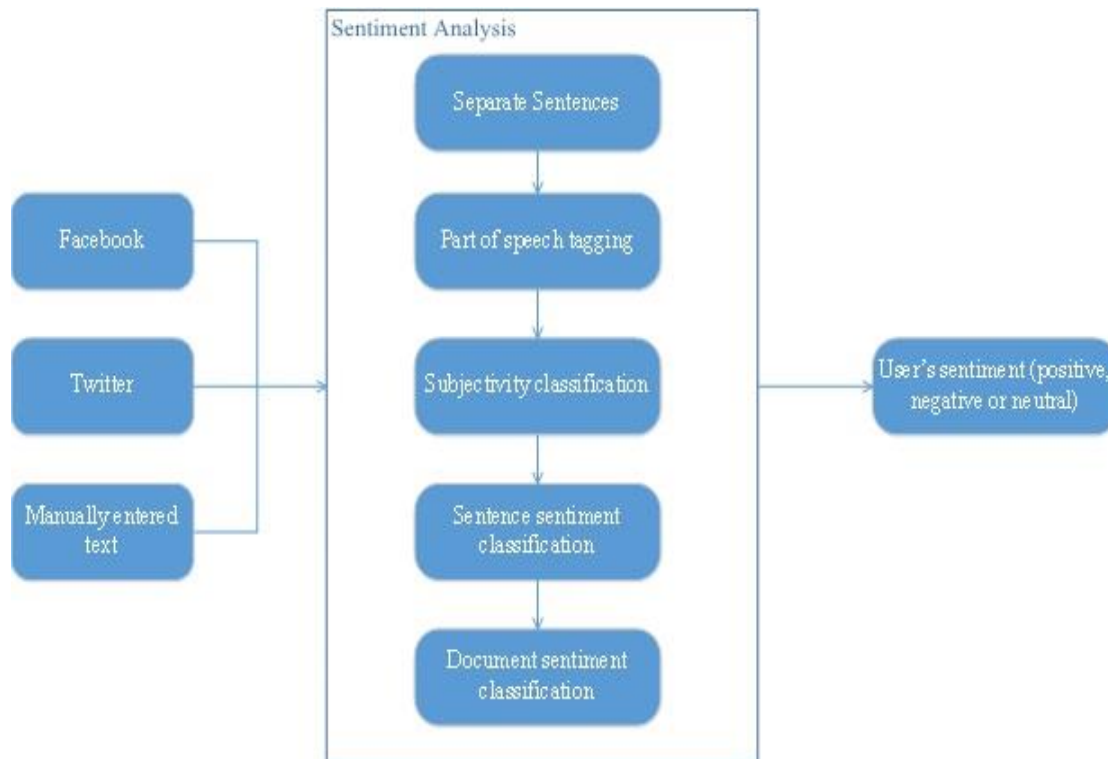 Sentiment Analysis
Separate Sentences
Part of speech tagging
Subjectivity classification
Sentence sentiment
classification
Document sentiment
classification
Facebook
Twitter
Manually entered
text
User's sentiment (positive,
negative or neutral)